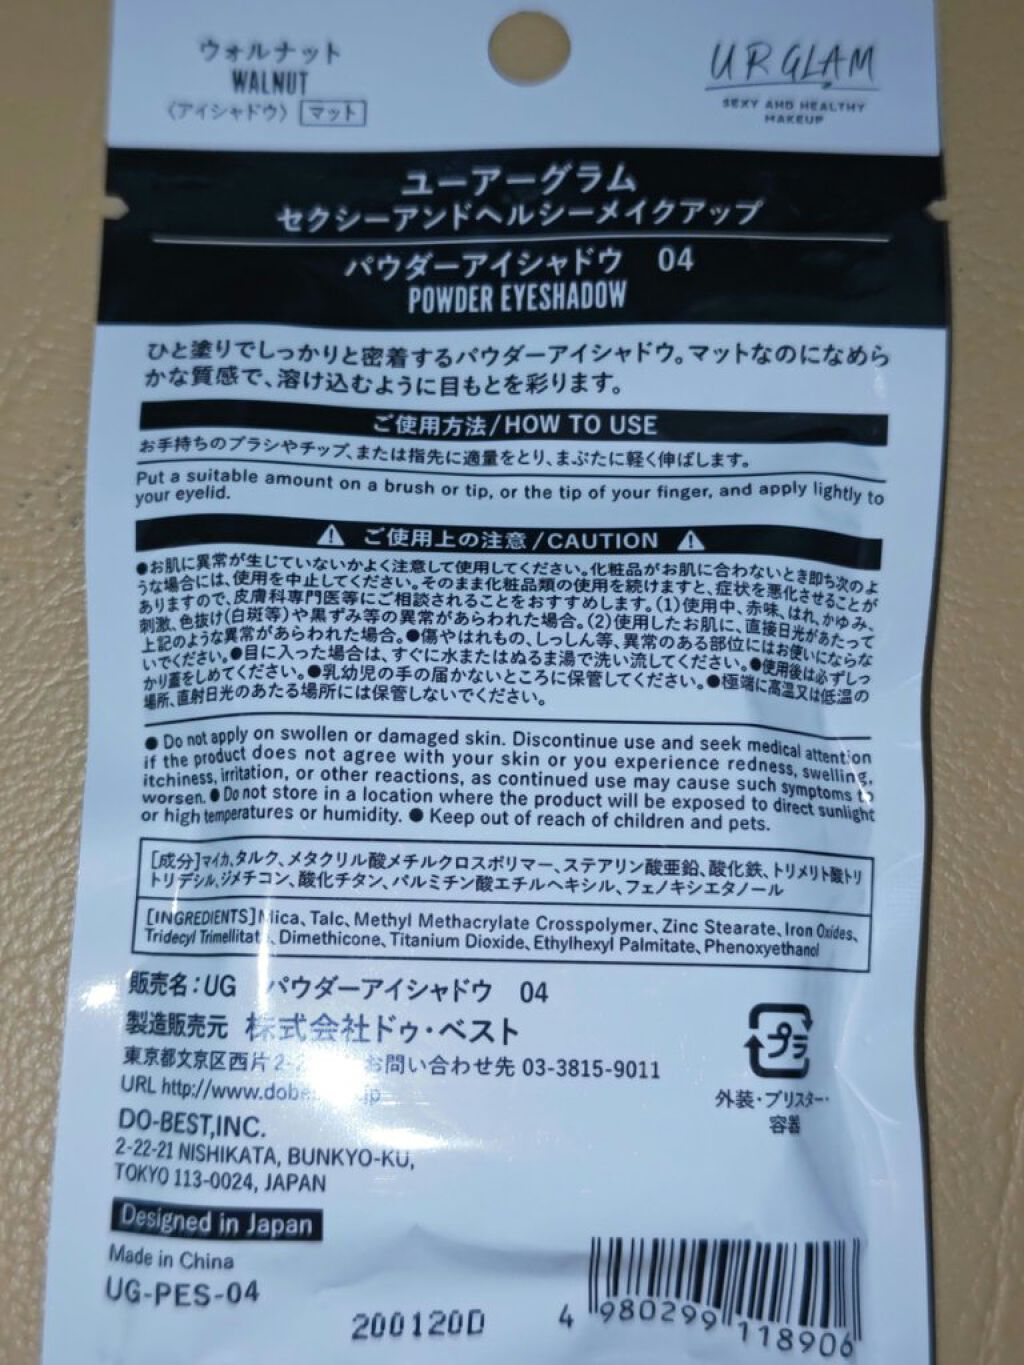 ウォルナット
WALNUT
〈アイシャドウ〉 マット
UR GLAM
SEXY AND HEALTHY
MAKEUP
ユーアーグラム
セクシーアンドヘルシーメイクアップ
パウダーアイシャドウ 04
POWDER EYESHADOW
ひと塗りでしっかりと密着するパウダーアイシャドウ。マットなのになめら
かな質感で、溶け込むように目もとを彩ります。
ご使用方法/HOW TO USE
お手持ちのブラシやチップ、または指先に適量をとり、まぶたに軽く伸ばします。
Put a suitable amount on a brush or tip, or the tip of your finger, and apply lightly to
your eyelid.
ご使用上の注意/CAUTION
●お肌に異常が生じていないかよく注意して使用してください。化粧品がお肌に合わないとき即ち次のよ
うな場合には、使用を中止してください。そのまま化粧品類の使用を続けますと、症状を悪化させることが
ありますので、皮膚科専門医等にご相談されることをおすすめします。(1)使用中、赤味、はれ、かゆみ、
刺激、色抜け(白斑等)や黒ずみ等の異常があらわれた場合。(2)使用したお肌に、直接日光があたって
上記のような異常があらわれた場合。●傷やはれもの、しっしん等、異常のある部位にはお使いにならな
いでください。●目に入った場合は、すぐに水またはぬるま湯で洗い流してください。●使用後は必ずしっ
かり蓋をしめてください。●乳幼児の手の届かないところに保管してください。●極端に高温又は低温の
場所、直射日光のあたる場所には保管しないでください。
● Do not apply on swollen or damaged skin. Discontinue use and seek medical attention
if the product does not agree with your skin or you experience redness, swelling,
itchiness, irritation, or other reactions, as continued use may cause such symptoms to
worsen. ● Do not store in a location where the product will be exposed to direct sunlight
or high temperatures or humidity. ● Keep out of reach of children and pets.
[成分]マイカ、タルク、メタクリル酸メチルクロスポリマー、ステアリン酸亜鉛、酸化鉄、トリメリト酸トリ
トリデシル、ジメチコン、酸化チタン、パルミチン酸エチルヘキシル、フェノキシエタノール
[INGREDIENTS]Mica、Talc、Methyl Methacrylate Crosspolymer、Zinc Stearate、Iron Oxides、
Tridecyl Trimellitate、Dimethicone、Titanium Dioxide、Ethylhexyl Palmitate、Phenoxyethanol
販売名:UG パウダーアイシャドウ 04
製造販売元 株式会社ドゥ・ベスト
東京都文京区西片 お問い合わせ先 03-3815-9011
URL
DO-BEST,INC.
2-22-21 NISHIKATA, BUNKYO-KU,
TOKYO 113-0024, JAPAN
プラ
外装・ブリスター・
容器
Designed in Japan
Made in China
UG-PES-04
200120D
4 980299 118906